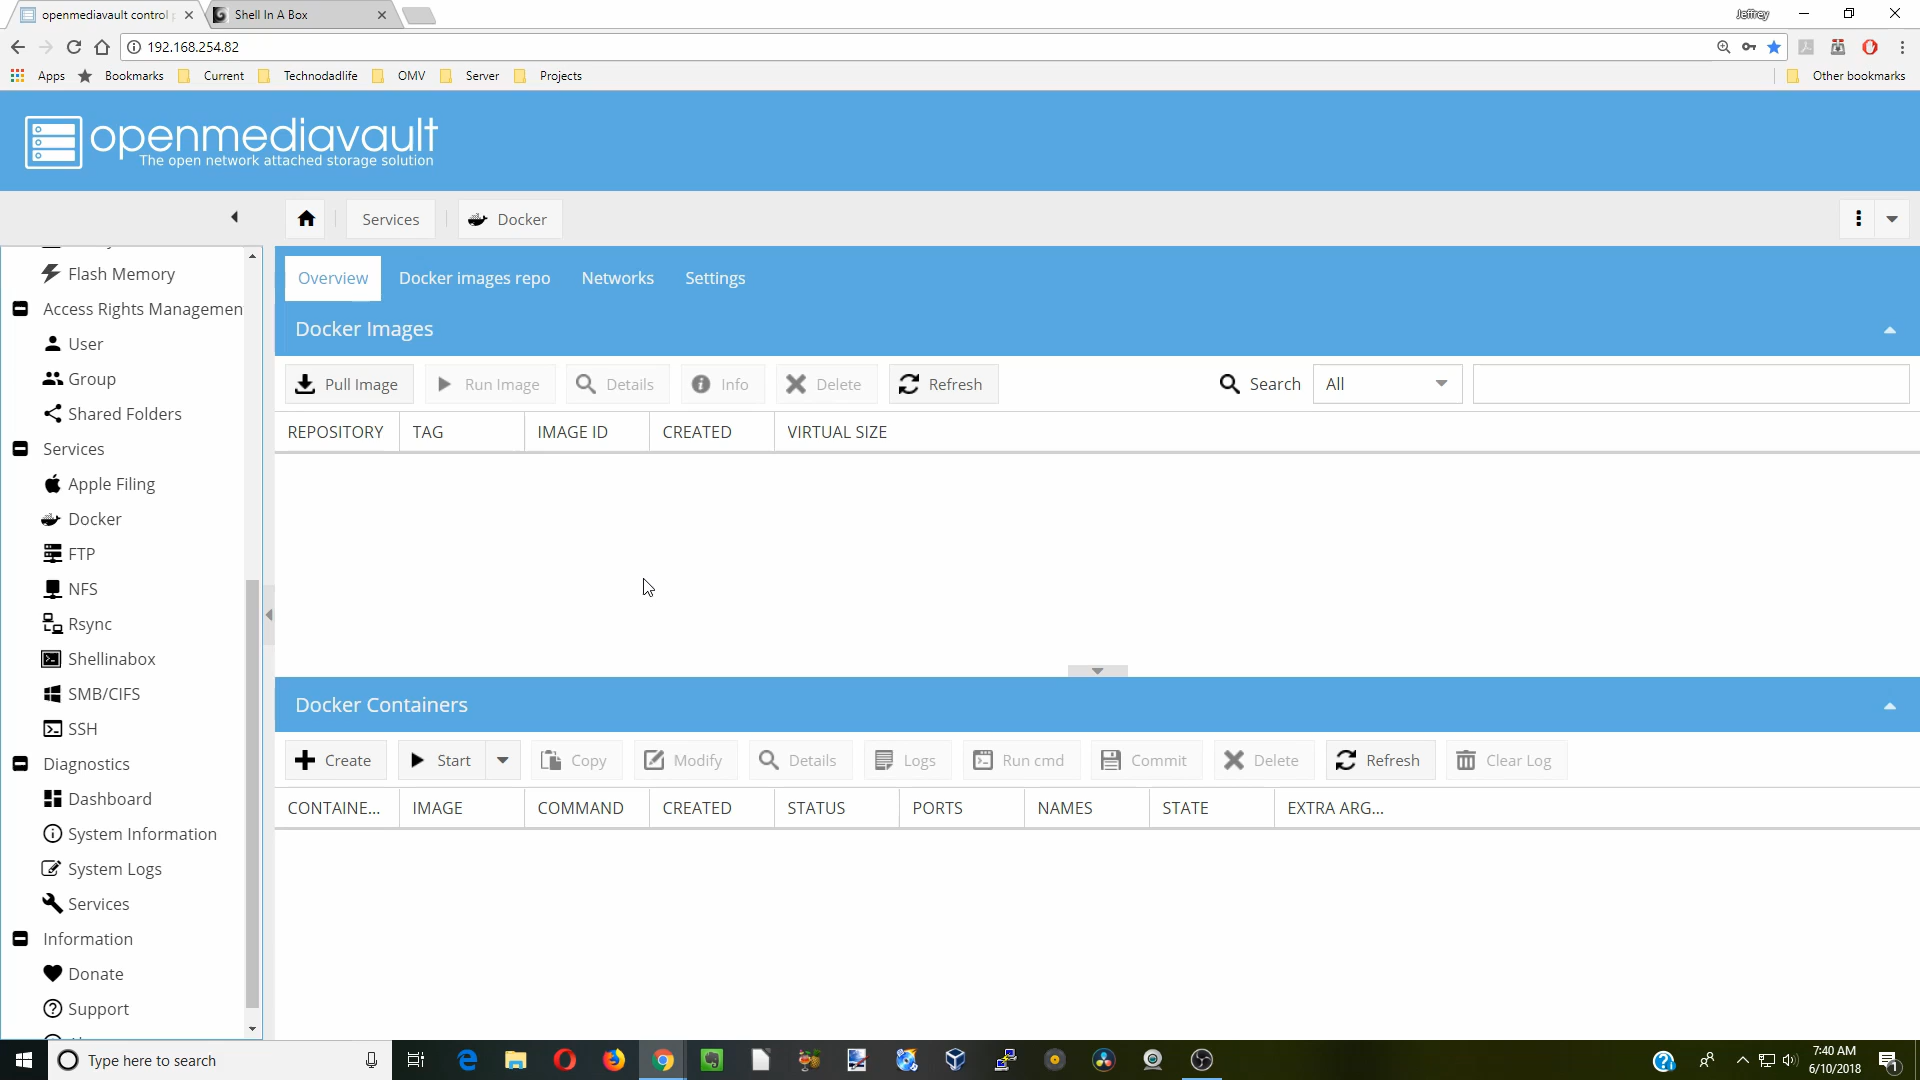 openmediavault control p
Shell In A Box
Jeffrey
192.168.254.82
Apps
Bookmarks
Current
Technodadlife
OMV
Server
Projects
Other bookmarks
openmediavault
The open network attached storage solution
Services
Docker
Flash Memory
Access Rights Managemen
User
Group
Shared Folders
Services
Apple Filing
Docker
FTP
NFS
Rsync
Shellinabox
SMB/CIFS
SSH
Diagnostics
Dashboard
System Information
System Logs
Services
Information
Donate
Support
Overview
Docker images repo
Networks
Settings
Docker Images
Pull Image
Run Image
Details
Info
Delete
Refresh
Search
All
REPOSITORY
TAG
IMAGE ID
CREATED
VIRTUAL SIZE
Docker Containers
Create
Start
Copy
Modify
Details
Logs
Run cmd
Commit
Delete
Refresh
Clear Log
CONTAINE...
IMAGE
COMMAND
CREATED
STATUS
PORTS
NAMES
STATE
EXTRA ARG...
Type here to search
7:40 AM
6/10/2018
1